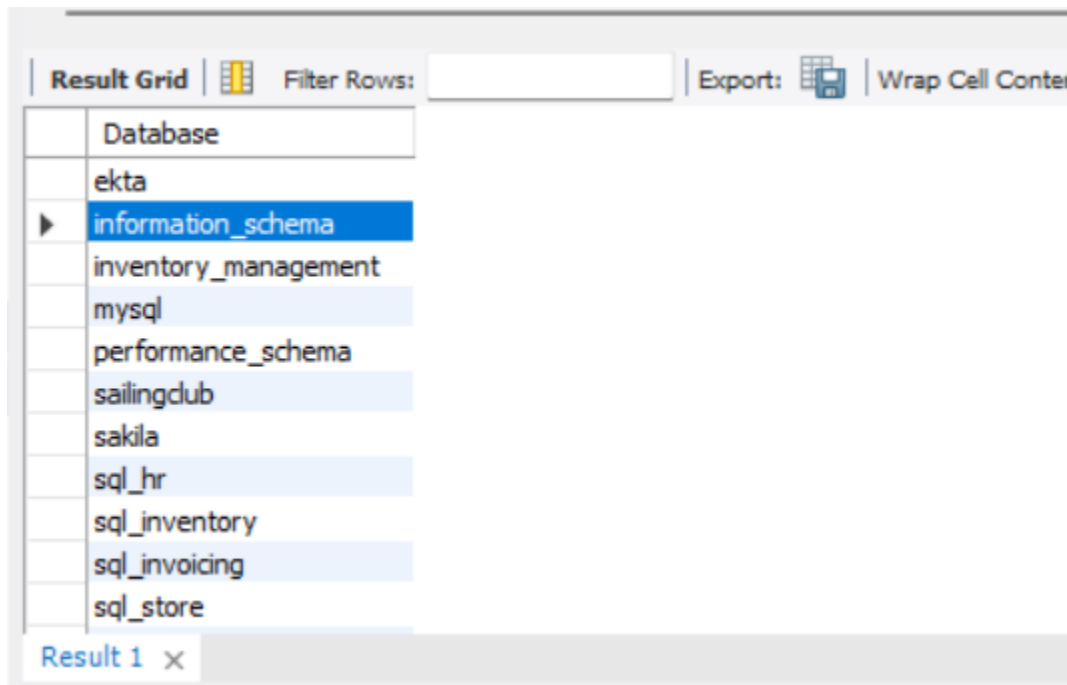 Result Grid Filter Rows: Export: Wrap Cell Conter
Database
ekta
information_schema
inventory_management
mysql
performance_schema
sailingclub
sakila
sql_hr
sql_inventory
sql_invoicing
sql_store
Result 1